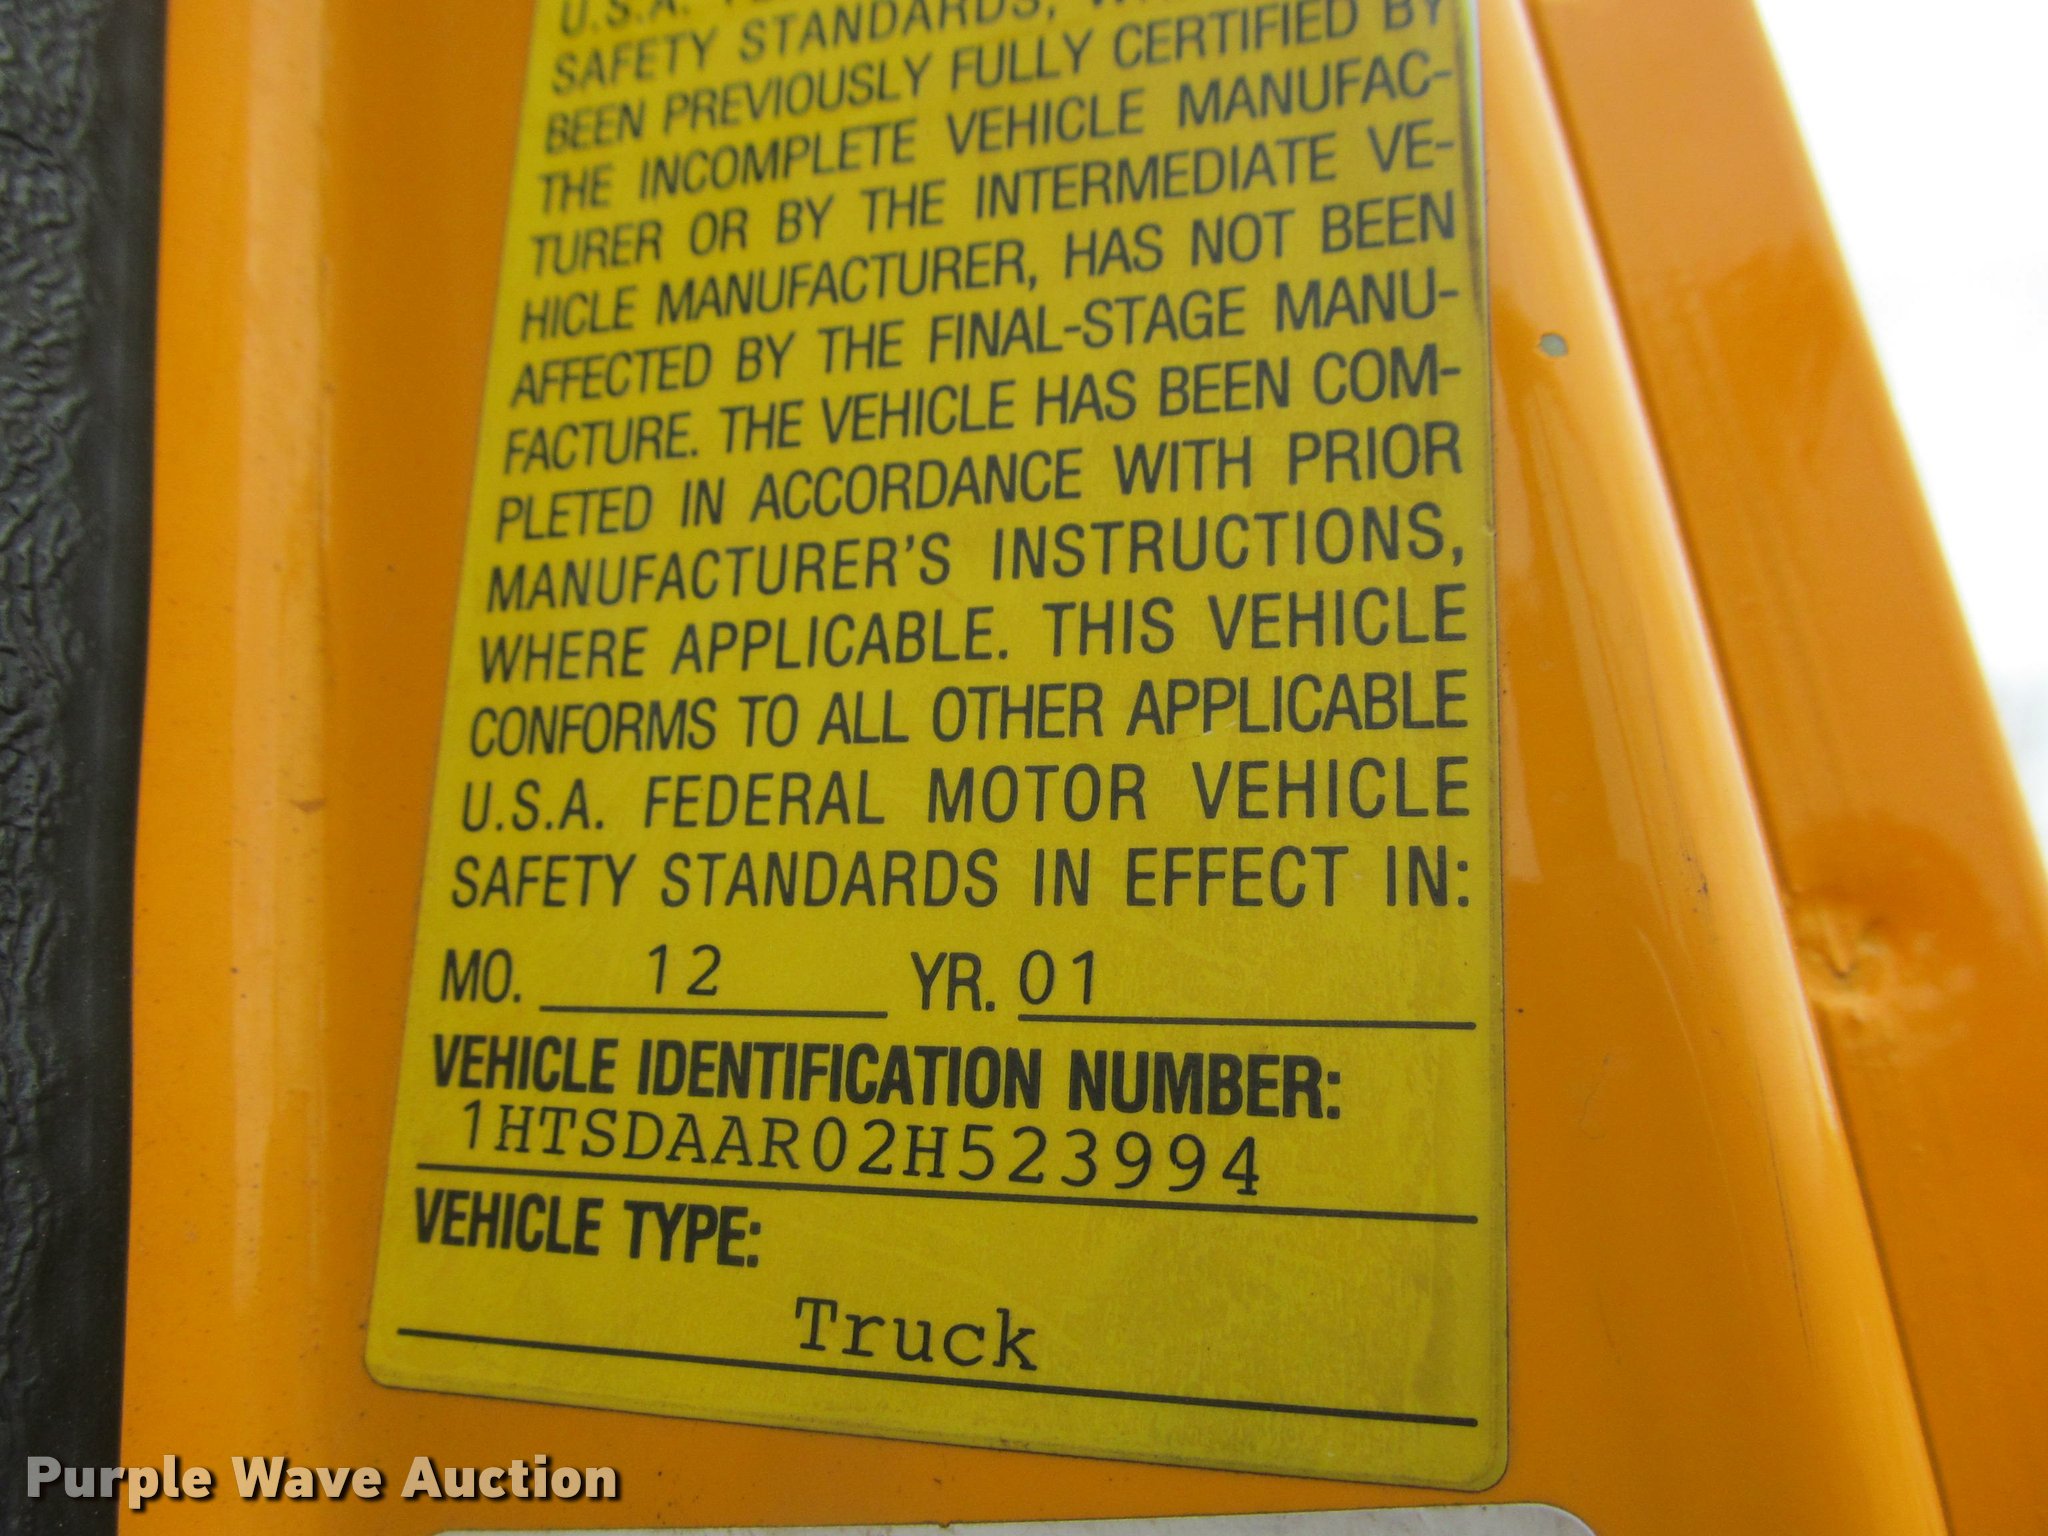 U.S.A.
SAFETY STANDARDS,
BEEN PREVIOUSLY FULLY CERTIFIED BY
THE INCOMPLETE VEHICLE MANUFAC-
TURER OR BY THE INTERMEDIATE VE-
HICLE MANUFACTURER, HAS NOT BEEN
AFFECTED BY THE FINAL-STAGE MANU-
FACTURE. THE VEHICLE HAS BEEN COM-
PLETED IN ACCORDANCE WITH PRIOR
MANUFACTURER'S INSTRUCTIONS,
WHERE APPLICABLE. THIS VEHICLE
CONFORMS TO ALL OTHER APPLICABLE
U.S.A. FEDERAL MOTOR VEHICLE
SAFETY STANDARDS IN EFFECT IN:
MO. 12 YR. 01
VEHICLE IDENTIFICATION NUMBER:
1HTSDAAR02H523994
VEHICLE TYPE:
Truck
Purple Wave Auction